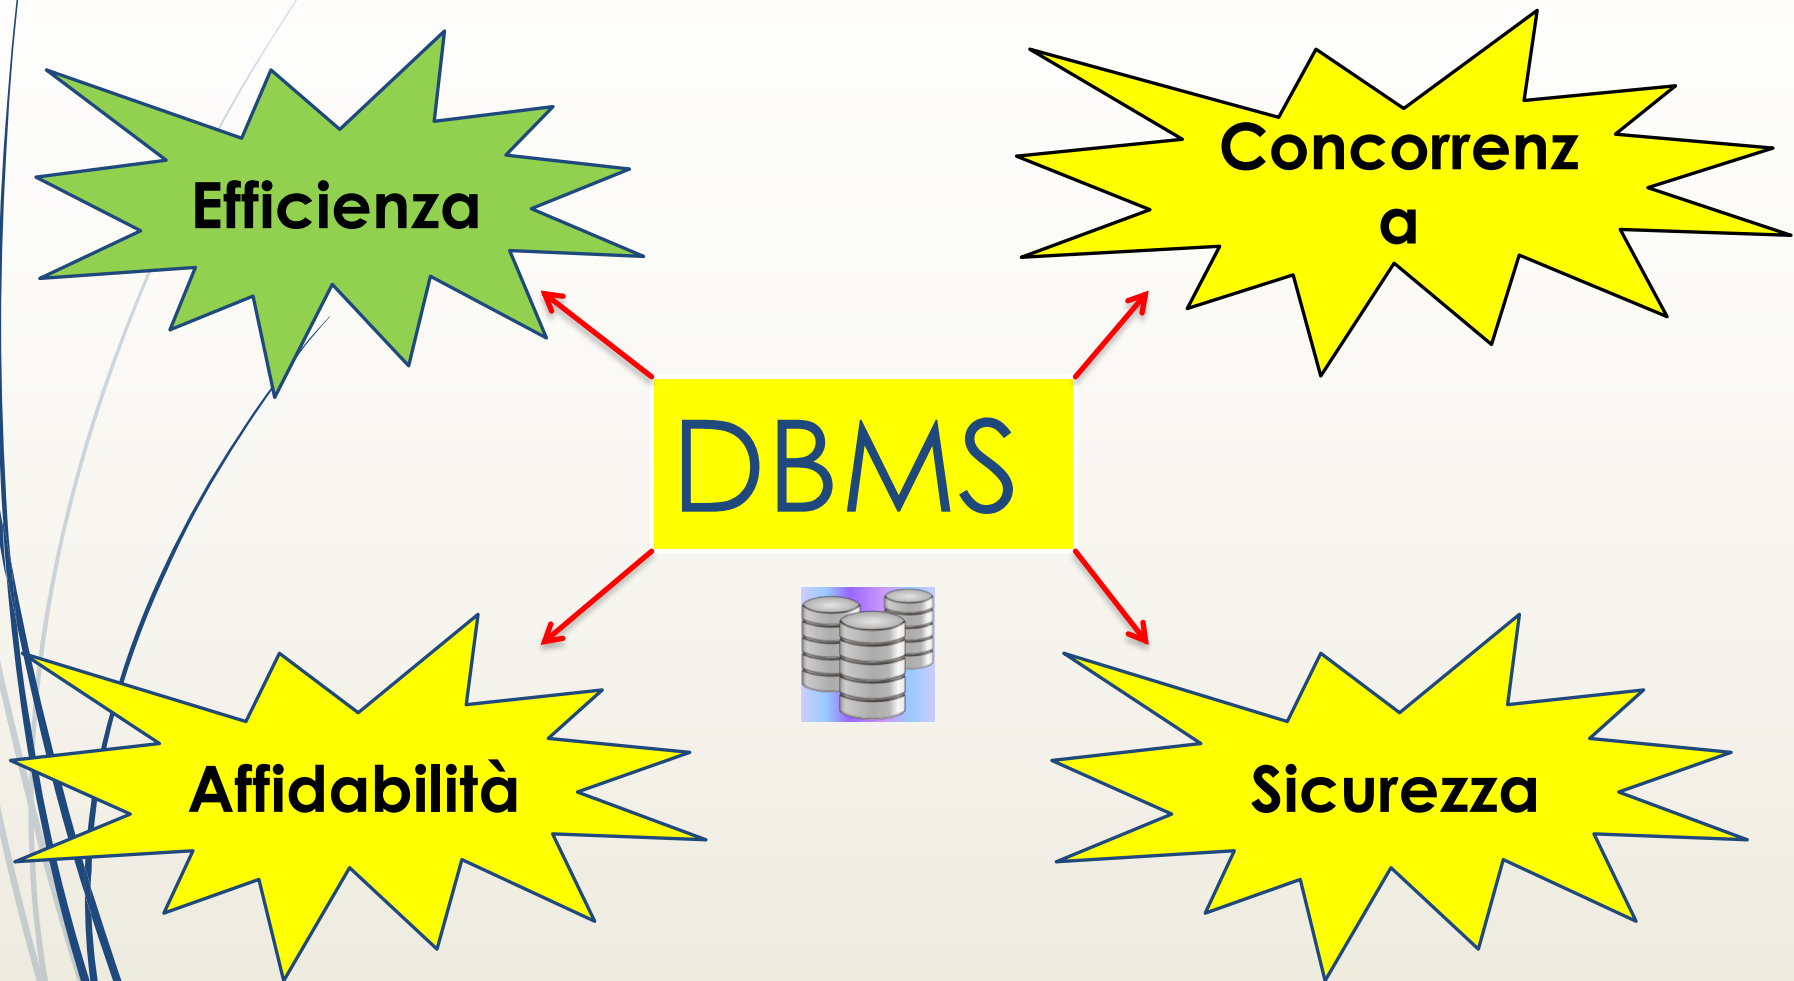 Efficienza
Concorrenz
a
DBMS
Affidabilità
Sicurezza